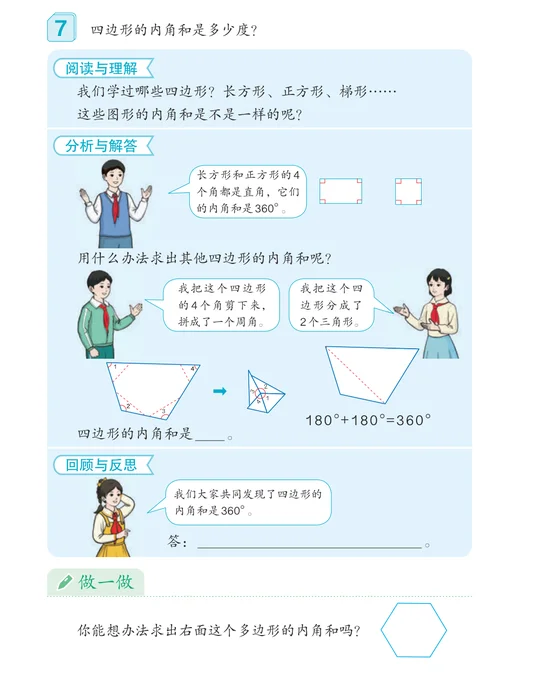 7 四边形的内角和是多少度？
阅读与理解
我们学过哪些四边形？长方形、正方形、梯形……
这些图形的内角和是不是一样的呢？
分析与解答
长方形和正方形的4
个角都是直角，它们
的内角和是360°。
用什么办法求出其他四边形的内角和呢？
我把这个四边形
的4个角剪下来，
拼成了一个周角。
我把这个四
边形分成了
2个三角形。
1
4
2
3
2
1
180°+180°=360°
四边形的内角和是____。
回顾与反思
我们大家共同发现了四边形的
内角和是360°。
答：____________________。
做一做
你能想办法求出右面这个多边形的内角和吗？